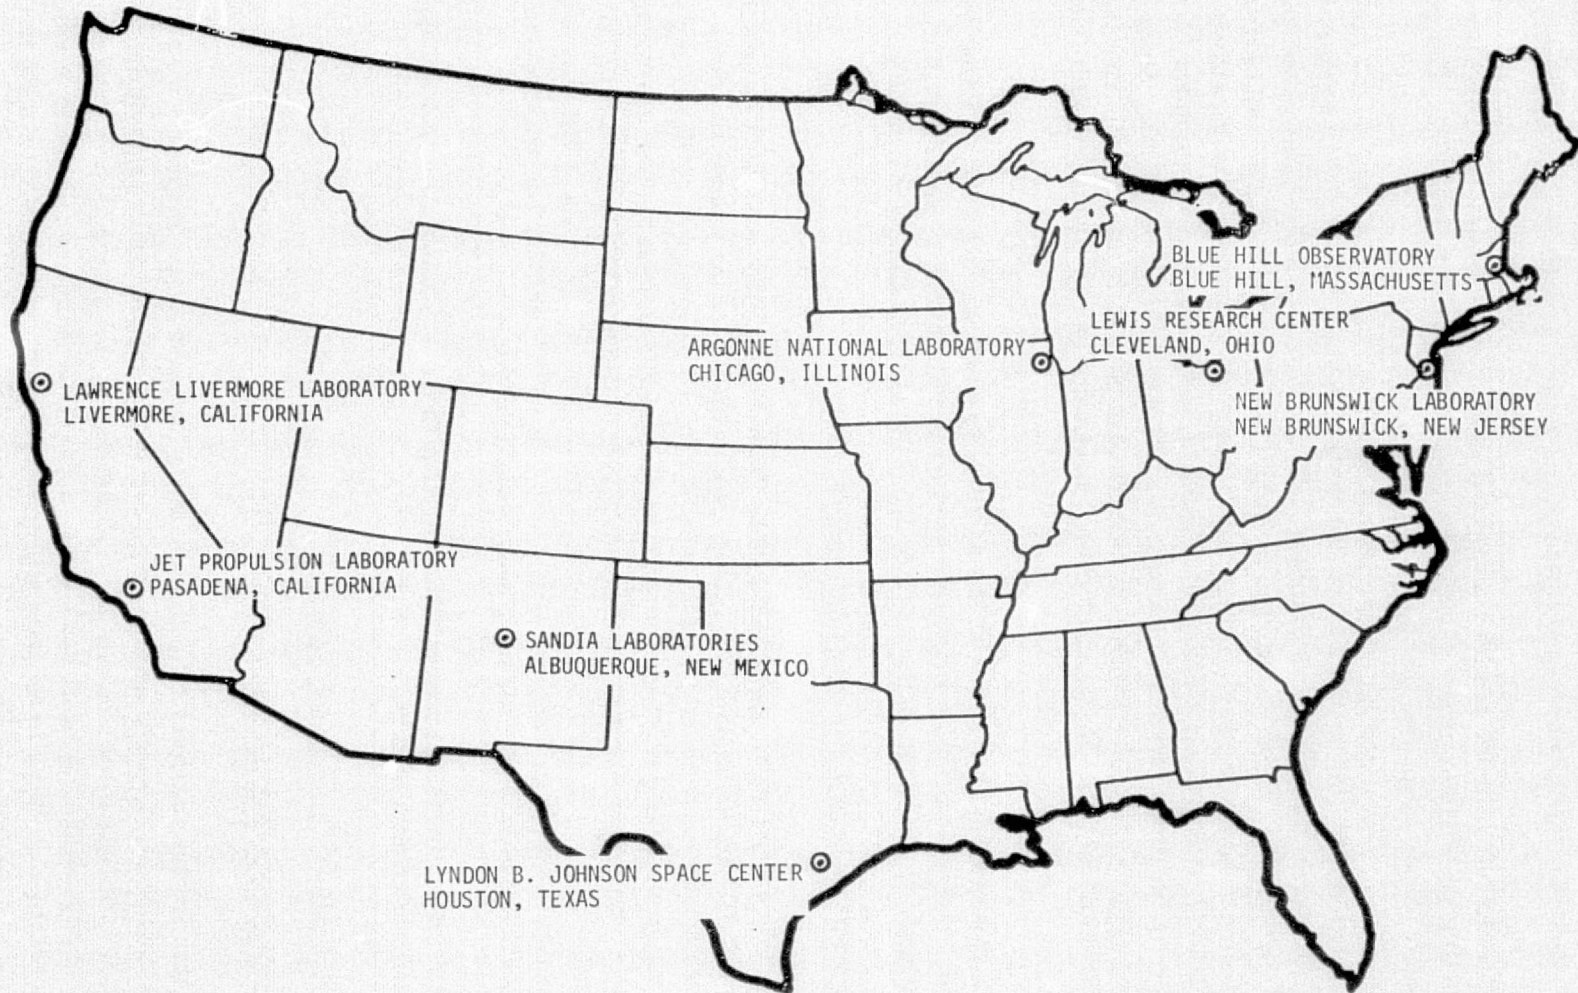 BLUE HILL OBSERVATORY
BLUE HILL, MASSACHUSETTS
LEWIS RESEARCH CENTER
CLEVELAND, OHIO
ARGONNE NATIONAL LABORATORY
CHICAGO, ILLINOIS
LAWRENCE LIVERMORE LABORATORY
LIVERMORE, CALIFORNIA
NEW BRUNSWICK LABORATORY
NEW BRUNSWICK, NEW JERSEY
JET PROPULSION LABORATORY
PASADENA, CALIFORNIA
SANDIA LABORATORIES
ALBUQUERQUE, NEW MEXICO
LYNDON B. JOHNSON SPACE CENTER
HOUSTON, TEXAS